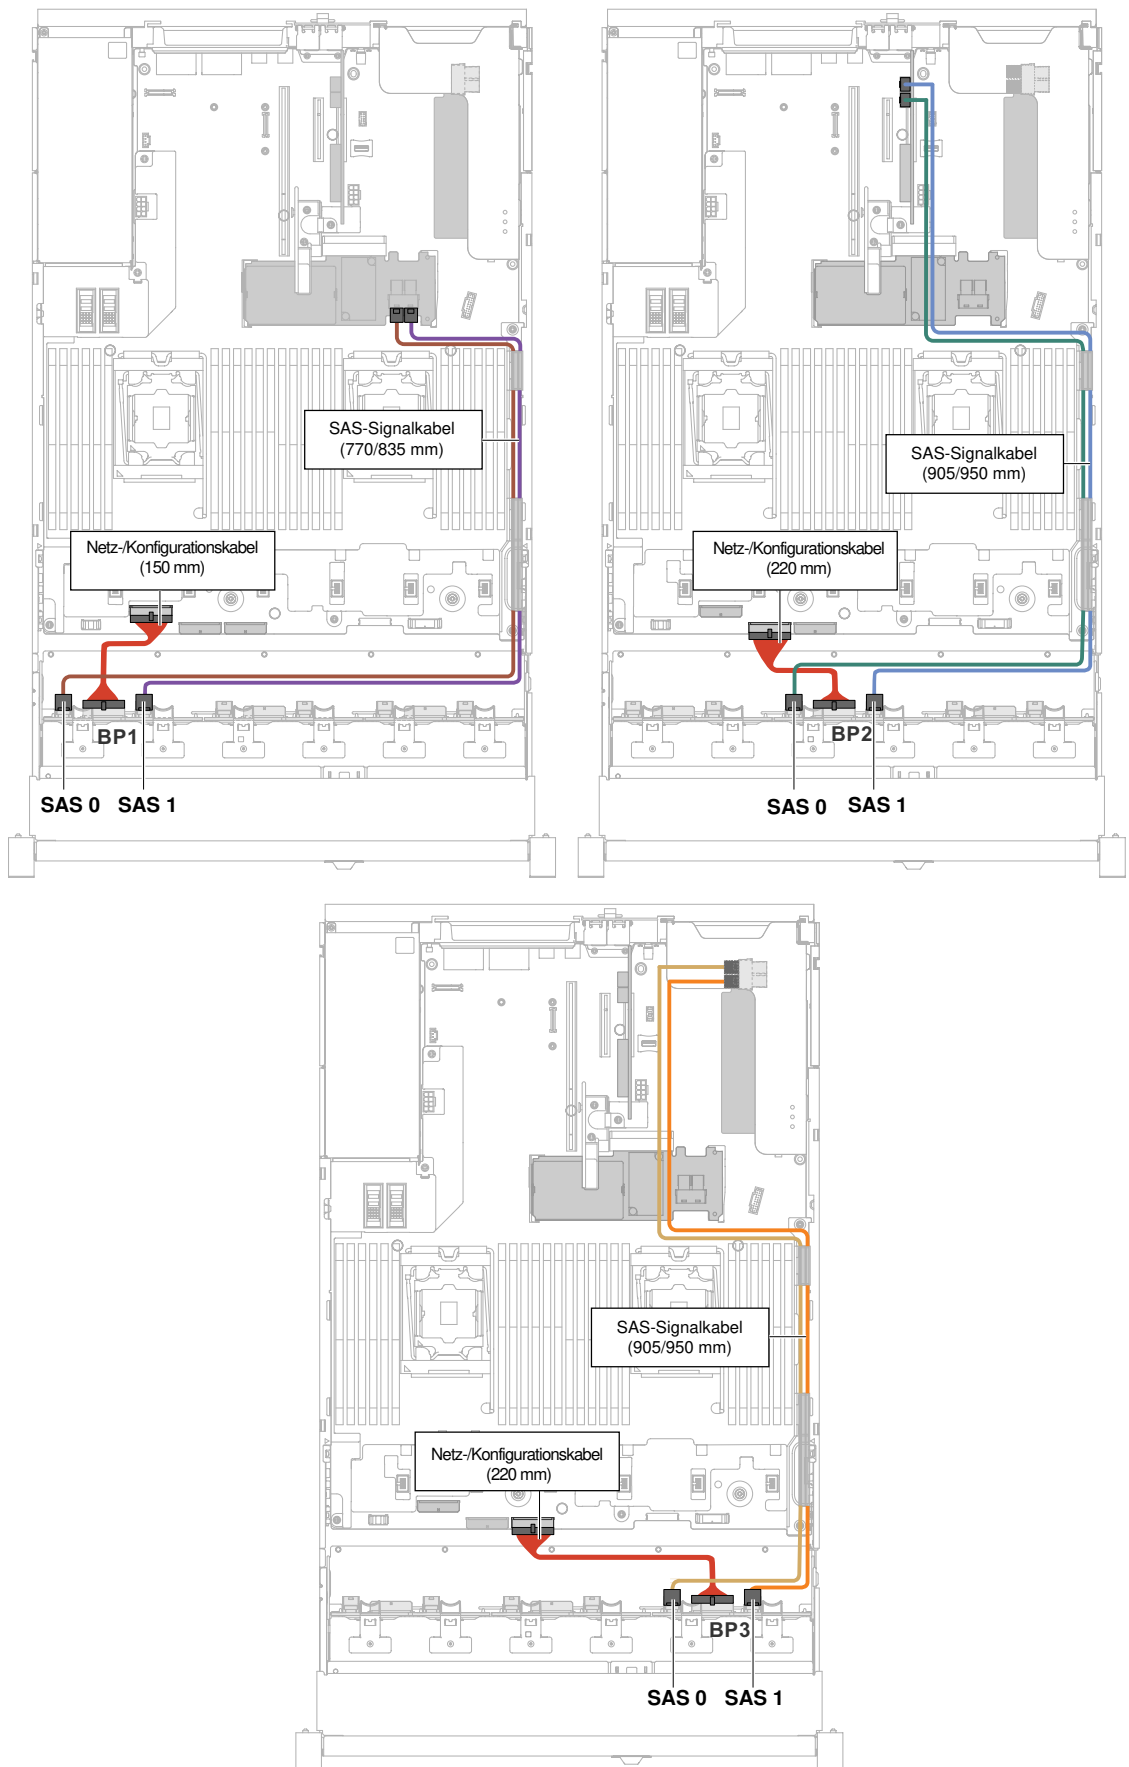 SAS-Signalkabel
(770/835 mm)
Netz-/Konfigurationskabel
(150 mm)
BP1
SAS 0 SAS 1
SAS-Signalkabel
(905/950 mm)
Netz-/Konfigurationskabel
(220 mm)
BP2
SAS 0 SAS 1
SAS-Signalkabel
(905/950 mm)
Netz-/Konfigurationskabel
(220 mm)
BP3
SAS 0 SAS 1